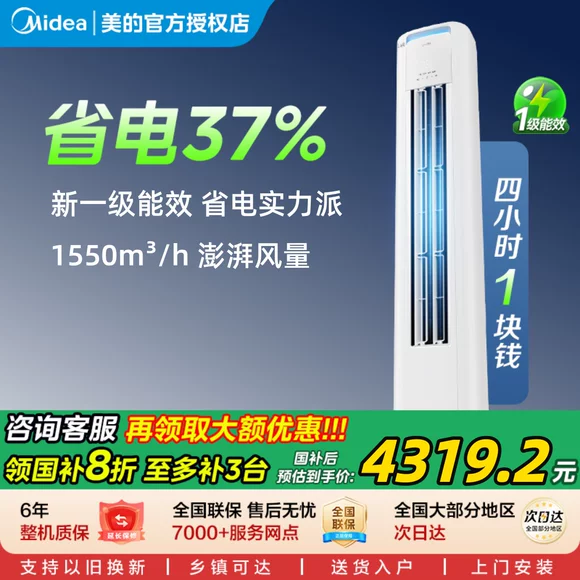 Midea 美的官方授权店
省电37%
新一级能效 省电实力派
1550m³/h 澎湃风量
1级能效
四小时1块钱
咨询客服 再领取大额优惠!!!
领国补8折 至多补3台
国补后
预估到手价:
4319.2元
6年
整机质保
延长保修
全国联保 售后无忧
7000+服务网点
全国
联保
全国大部分地区
次日达
次日达
全国部分地区
支持以旧换新
乡镇可达
送货入户
上门安装